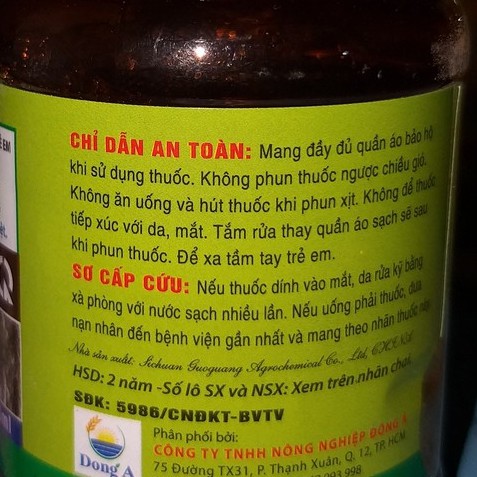 Ẻ EM
CHỈ DẪN AN TOÀN: Mang đầy đủ quần áo bảo hộ
khi sử dụng thuốc. Không phun thuốc ngược chiều gió.
Không ăn uống và hút thuốc khi phun xịt. Không để thuốc
tiếp xúc với da, mắt. Tắm rửa thay quần áo sạch sẽ sau
khi phun thuốc. Để xa tầm tay trẻ em.
SƠ CẤP CỨU: Nếu thuốc dính vào mắt, da rửa kỹ bằng
xà phòng với nước sạch nhiều lần. Nếu uống phải thuốc, đưa
nạn nhân đến bệnh viện gần nhất và mang theo nhãn thuốc này.
Nhà sản xuất: Sichuan Guoguang Agrochemical Co., Ltd,
HSD: 2 năm -Số lô SX và NSX: Xem trên nhãn chai.
SĐK: 5986/CNĐKT-BVTV
Dong A
Phân phối bởi:
CÔNG TY TNHH NÔNG NGHIỆP ĐÔNG Á
75 Đường TX31, P. Thạnh Xuân, Q. 12, TP. HCM